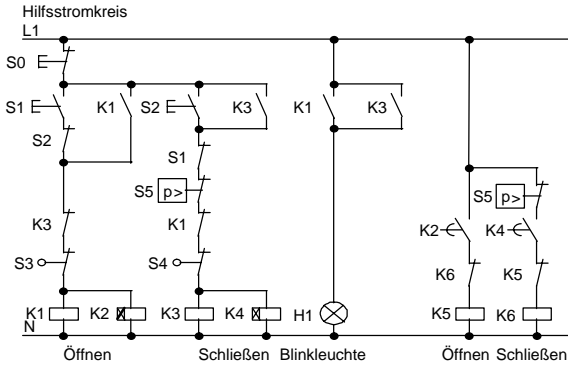 Hilfsstromkreis
L1
S0
S1 K1 S2 K3 K1 K3
S2
S1
S5 p> S5 p>
K3 K1 K2 K4
S3 S4 K6 K5
K1 K2 K3 K4 H1 K5 K6
N
Öffnen Schließen Blinkleuchte Öffnen Schließen